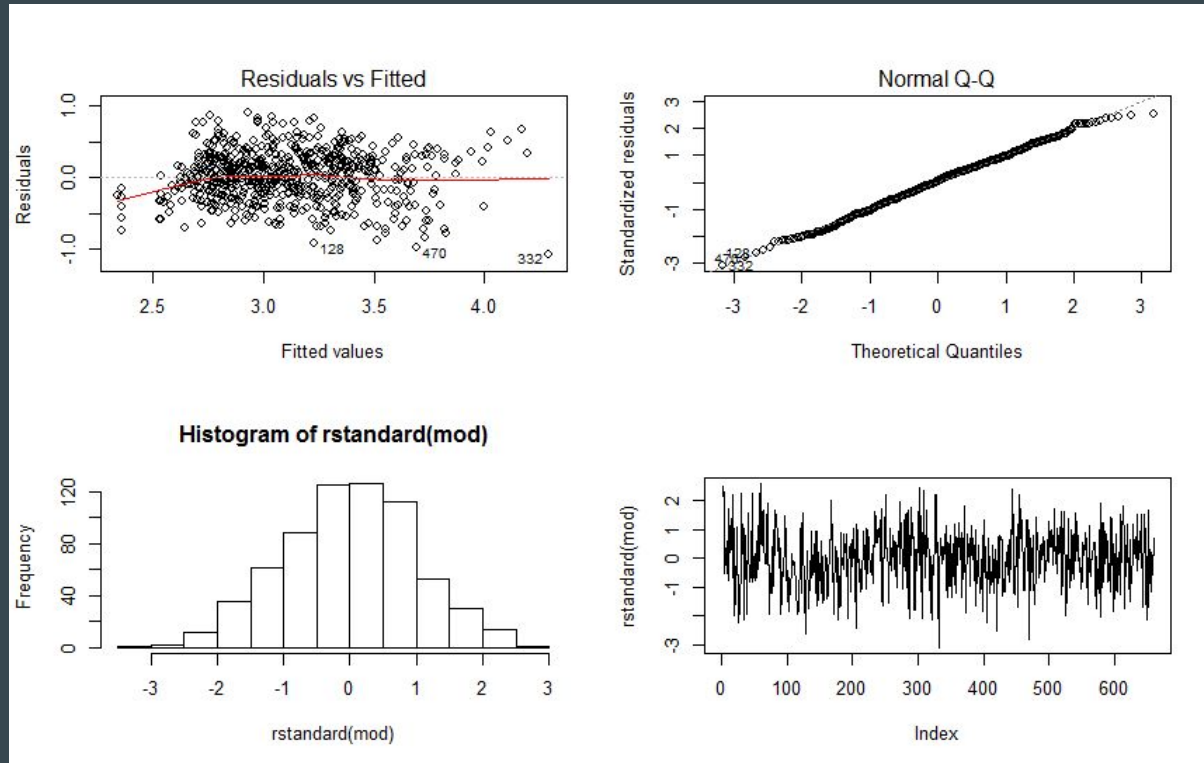 Residuals vs Fitted
Residuals
1.0
0.0
-1.0
128
470
332
2.5 3.0 3.5 4.0
Fitted values
Normal Q-Q
Standardized residuals
3
2
1
-1
-3
128
332
-3 -2 -1 0 1 2 3
Theoretical Quantiles
Histogram of rstandard(mod)
Frequency
120
80
40
0
-3 -2 -1 0 1 2 3
rstandard(mod)
rstandard(mod)
2
1
0
-1
-3
0 100 200 300 400 500 600
Index